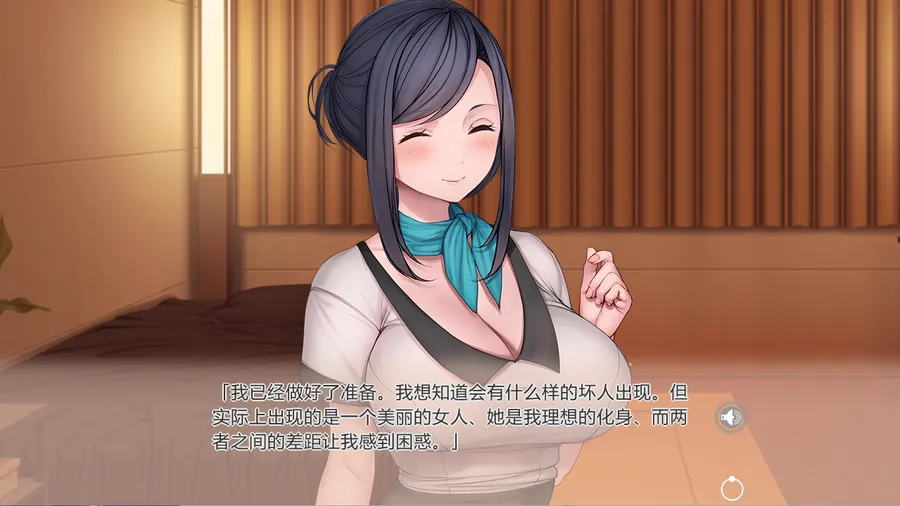 「我已经做好了准备。我想知道会有什么样的坏人出现。但
实际上出现的是一个美丽的女人、她是我理想的化身、而两
者之间的差距让我感到困惑。」